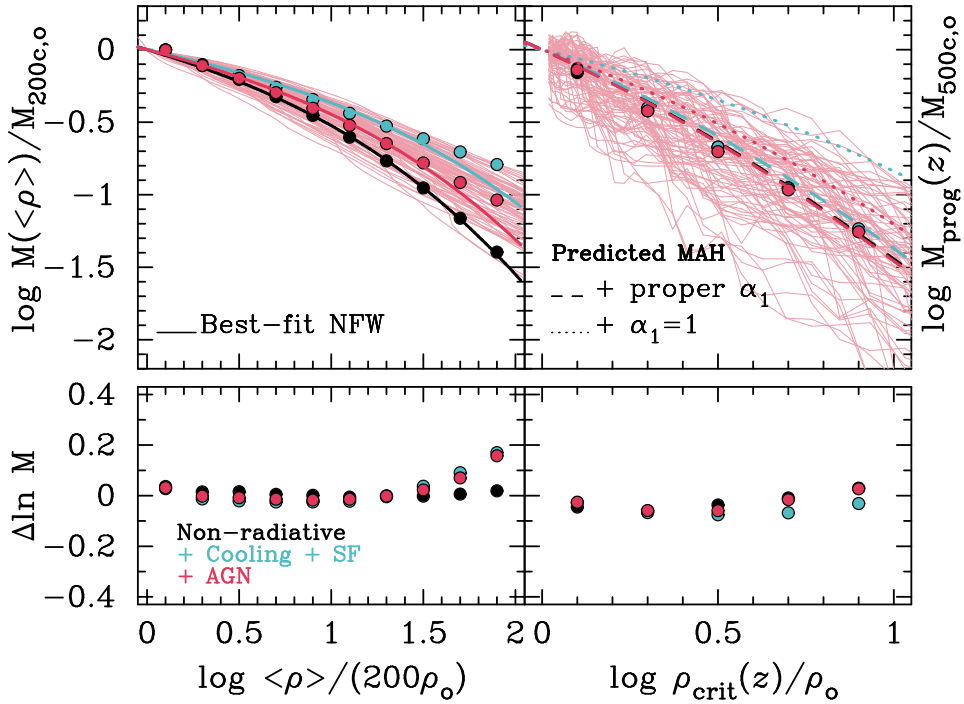 0
-0.5
-1
-1.5
-2
log M(<ρ>)/M200c,o
Best-fit NFW
Predicted MAH
+ proper α1
+ α1=1
log Mprog(z)/M500c,o
0.4
0.2
0
-0.2
-0.4
Δln M
Non-radiative
+ Cooling + SF
+ AGN
0 0.5 1 1.5 2
0 0.5 1
log <ρ>/(200ρo)
log ρcrit(z)/ρo